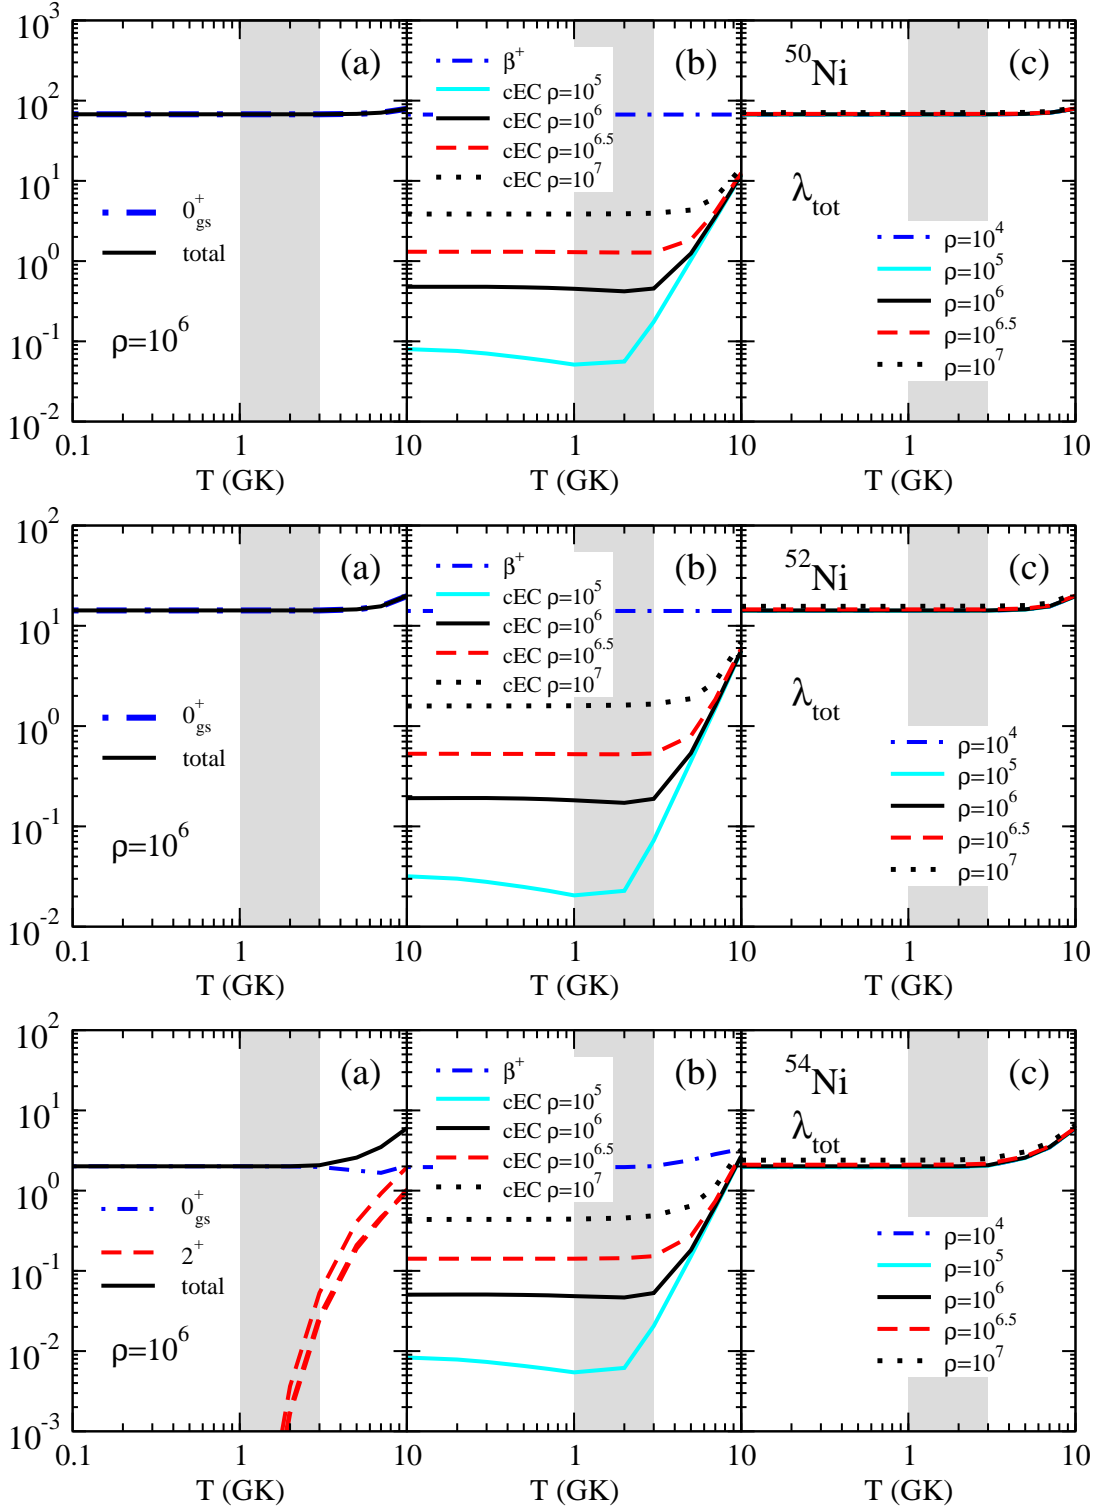 10^3
10^2
10^1
10^0
10^-1
10^-2
(a)
0^+_gs
total
ρ=10^6
0.1 1 10
T (GK)
(b)
β^+
cEC ρ=10^5
cEC ρ=10^6
cEC ρ=10^6.5
cEC ρ=10^7
1 10
T (GK)
^50Ni
(c)
λ_tot
ρ=10^4
ρ=10^5
ρ=10^6
ρ=10^6.5
ρ=10^7
1 10
T (GK)
10^2
10^1
10^0
10^-1
10^-2
(a)
0^+_gs
total
ρ=10^6
0.1 1 10
T (GK)
(b)
β^+
cEC ρ=10^5
cEC ρ=10^6
cEC ρ=10^6.5
cEC ρ=10^7
1 10
T (GK)
^52Ni
(c)
λ_tot
ρ=10^4
ρ=10^5
ρ=10^6
ρ=10^6.5
ρ=10^7
1 10
T (GK)
10^2
10^1
10^0
10^-1
10^-2
10^-3
(a)
0^+_gs
2^+
total
ρ=10^6
0.1 1 10
T (GK)
(b)
β^+
cEC ρ=10^5
cEC ρ=10^6
cEC ρ=10^6.5
cEC ρ=10^7
1 10
T (GK)
^54Ni
(c)
λ_tot
ρ=10^4
ρ=10^5
ρ=10^6
ρ=10^6.5
ρ=10^7
1 10
T (GK)